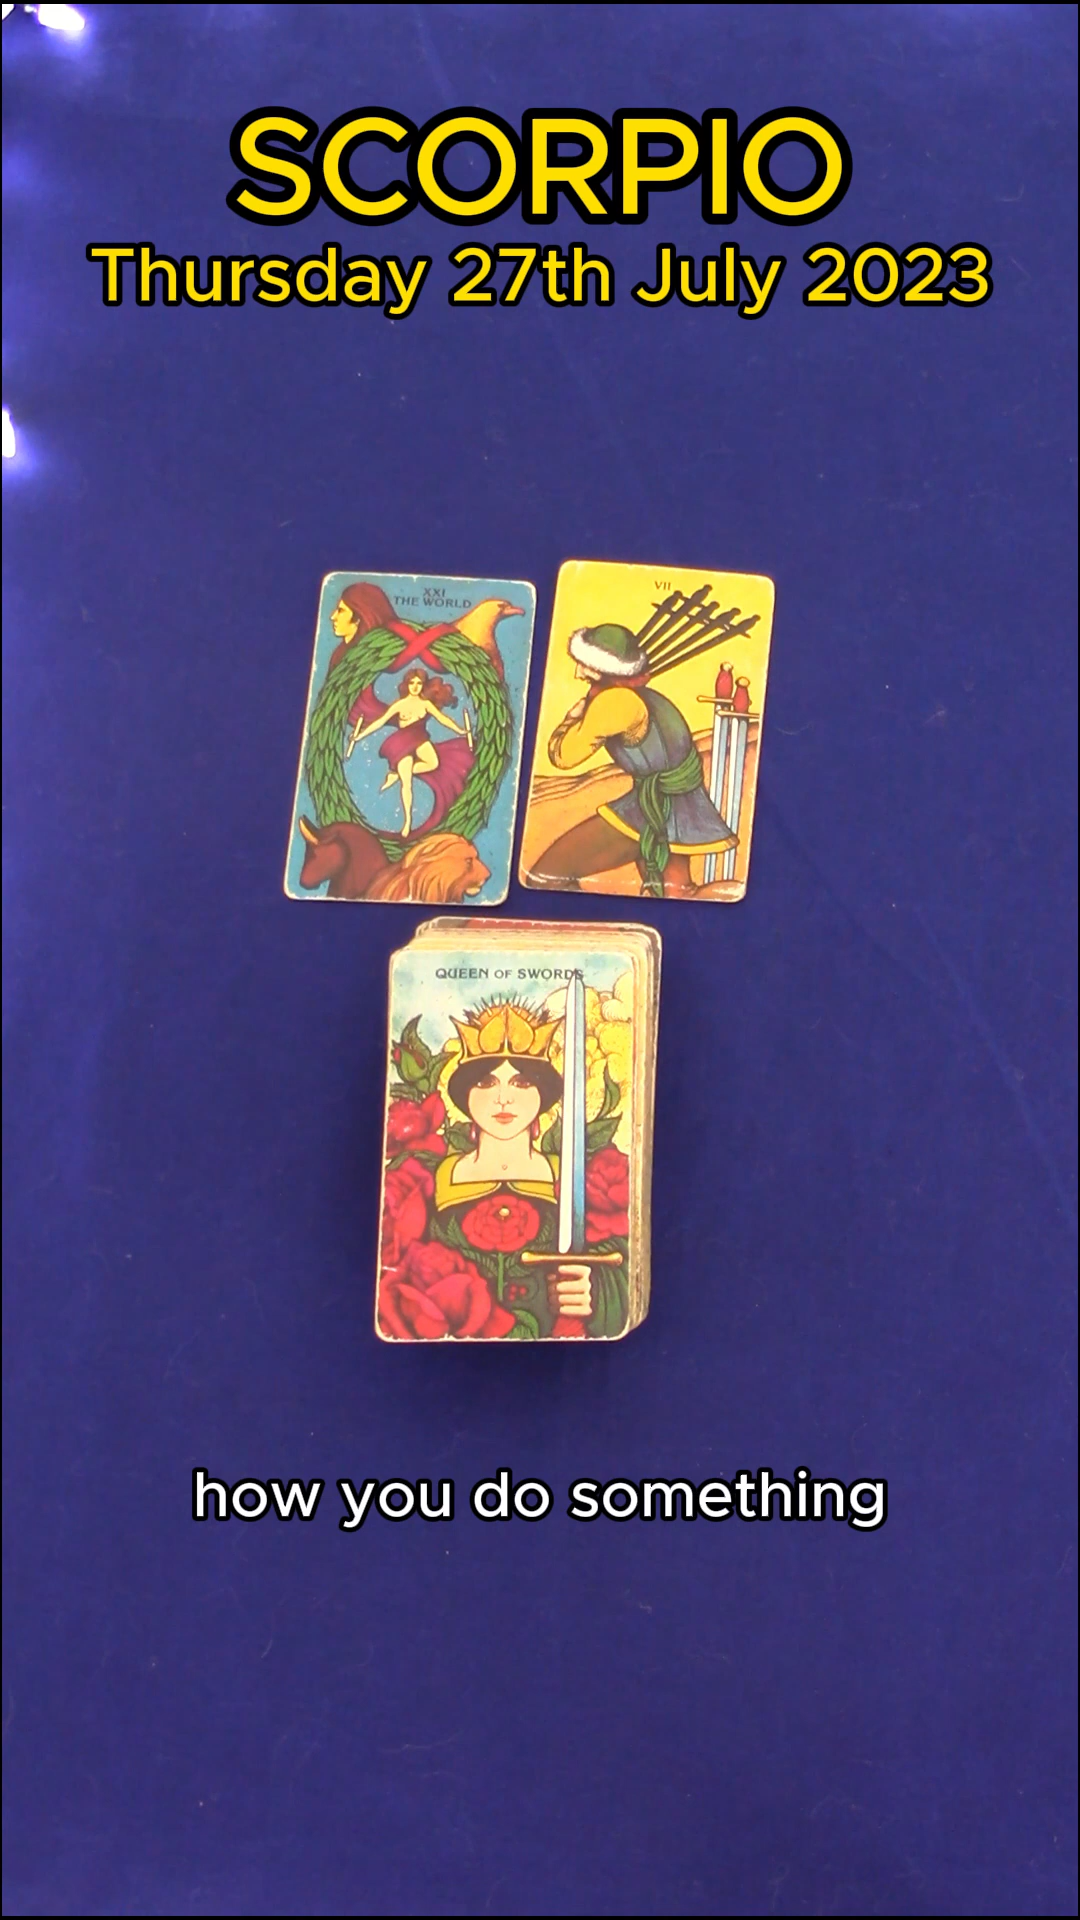 SCORPIO
Thursday 27th July 2023
XXI
THE WORLD
VII
QUEEN OF SWORDS
how you do something